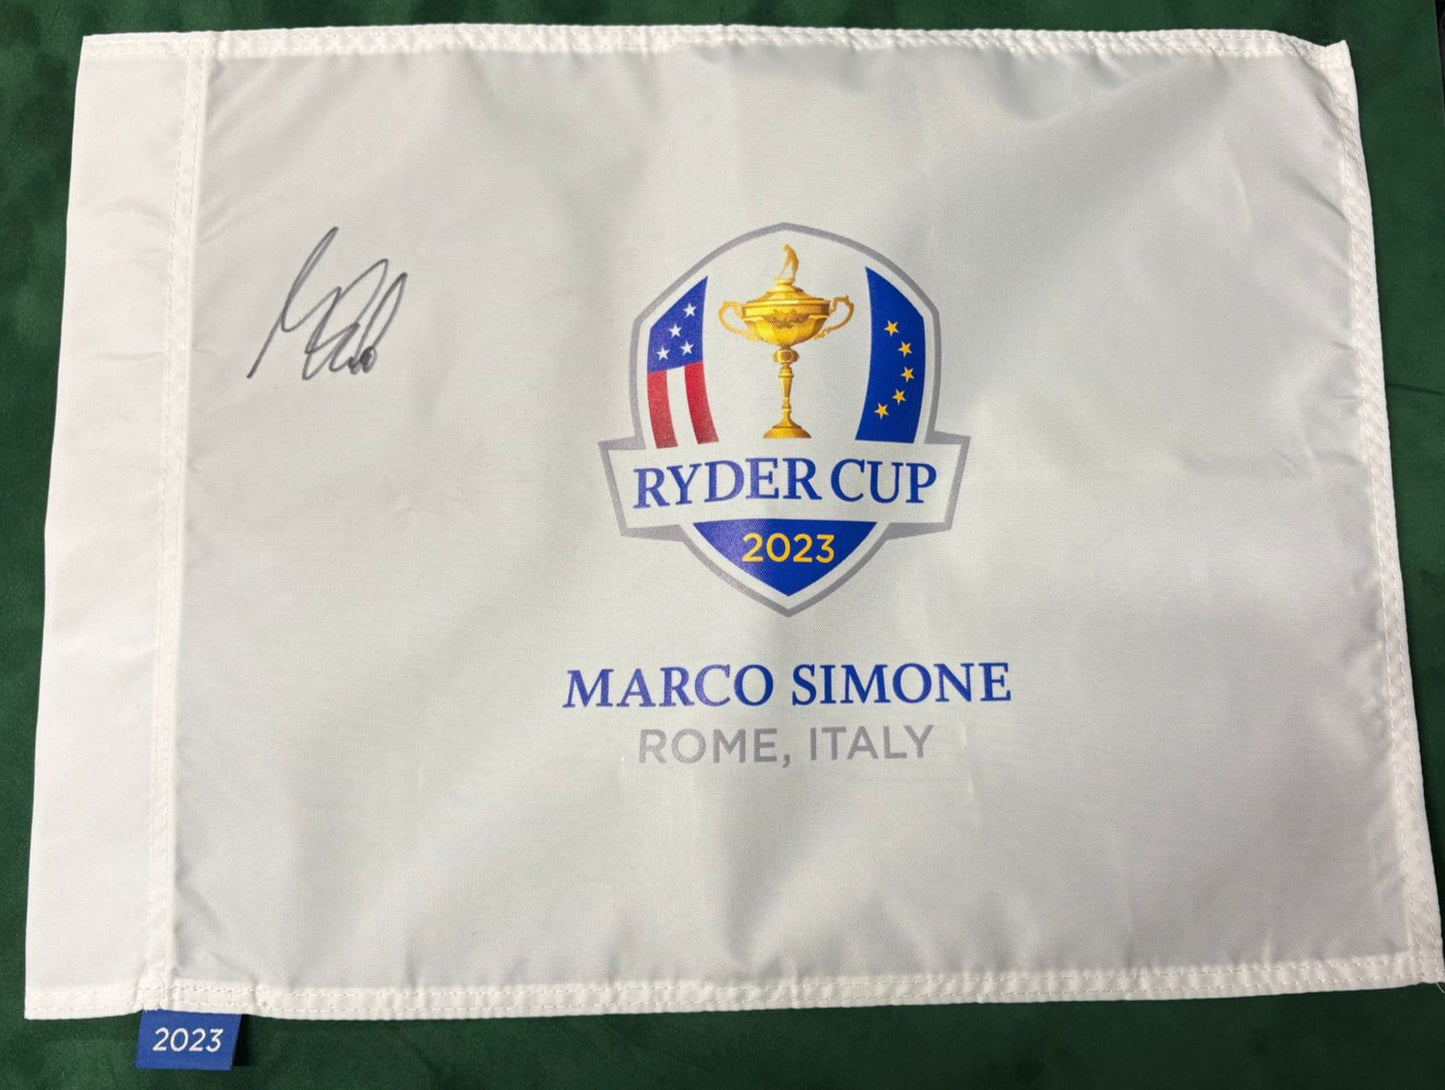 RYDER CUP
2023
MARCO SIMONE
ROME, ITALY
2023